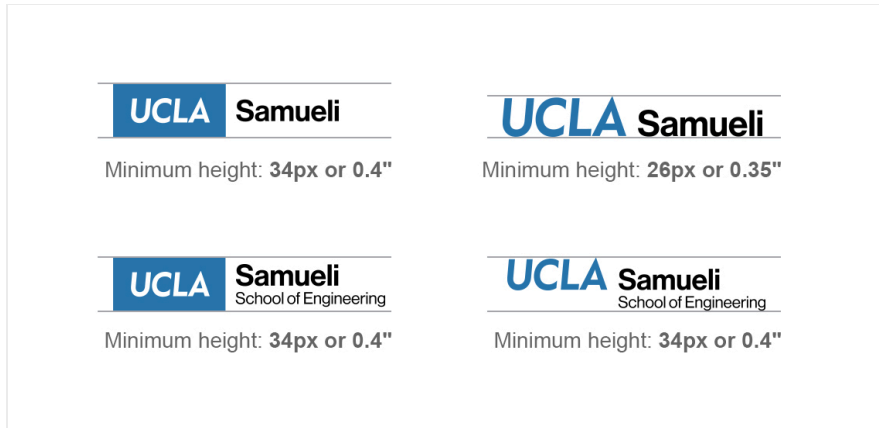 UCLA Samueli
Minimum height: 34px or 0.4"
UCLA Samueli
Minimum height: 26px or 0.35"
UCLA Samueli
School of Engineering
Minimum height: 34px or 0.4"
UCLA Samueli
School of Engineering
Minimum height: 34px or 0.4"